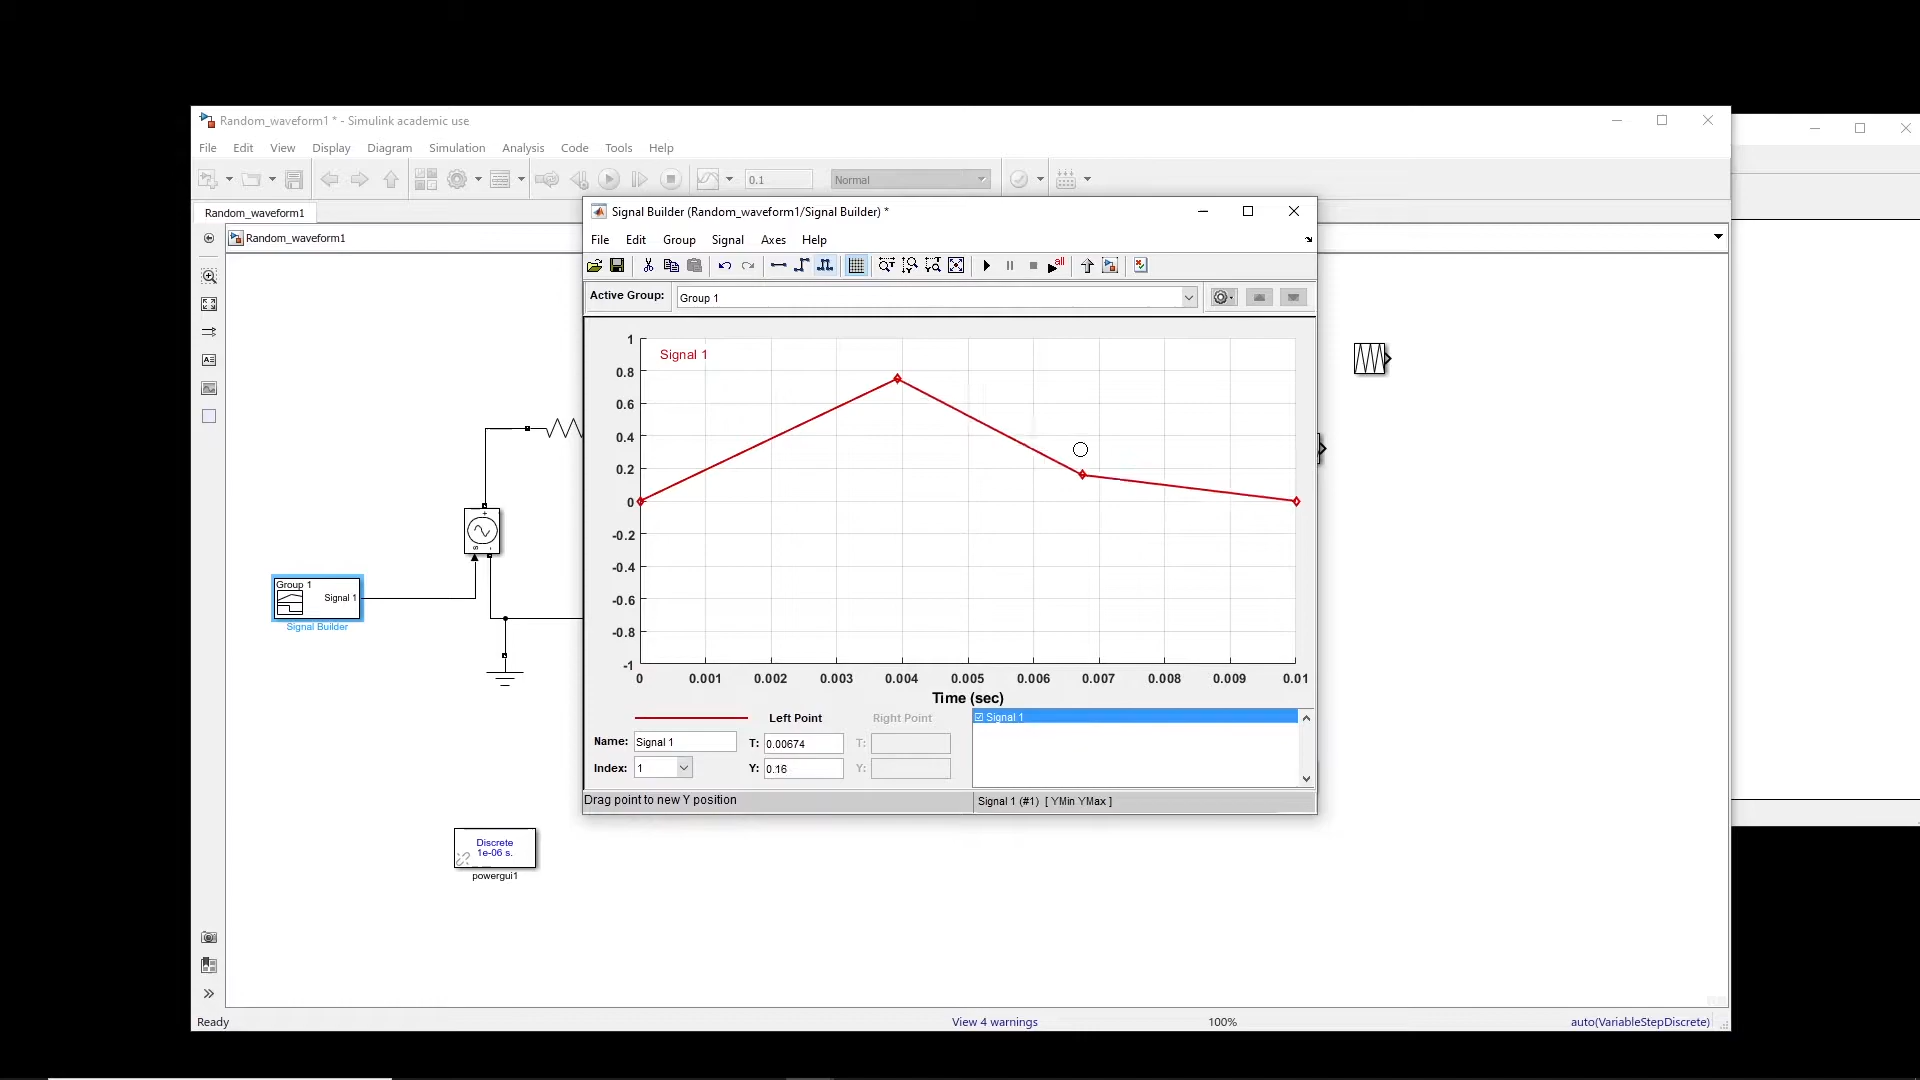 Random_waveform1 * - Simulink academic use
File Edit View Display Diagram Simulation Analysis Code Tools Help
0.1 Normal
Random_waveform1
Random_waveform1
Signal Builder (Random_waveform1/Signal Builder) *
File Edit Group Signal Axes Help
all
Active Group: Group 1
Signal 1
1
0.8
0.6
0.4
0.2
0
-0.2
-0.4
-0.6
-0.8
-1
0 0.001 0.002 0.003 0.004 0.005 0.006 0.007 0.008 0.009 0.01
Time (sec)
Left Point Right Point
Name: Signal 1 T: 0.00674 T:
Index: 1 Y: 0.16 Y:
Signal 1
Drag point to new Y position
Signal 1 (#1) [ YMin YMax ]
Group 1
Signal 1
Signal Builder
Discrete
1e-06 s.
powergui1
Ready
View 4 warnings
100%
auto(VariableStepDiscrete)